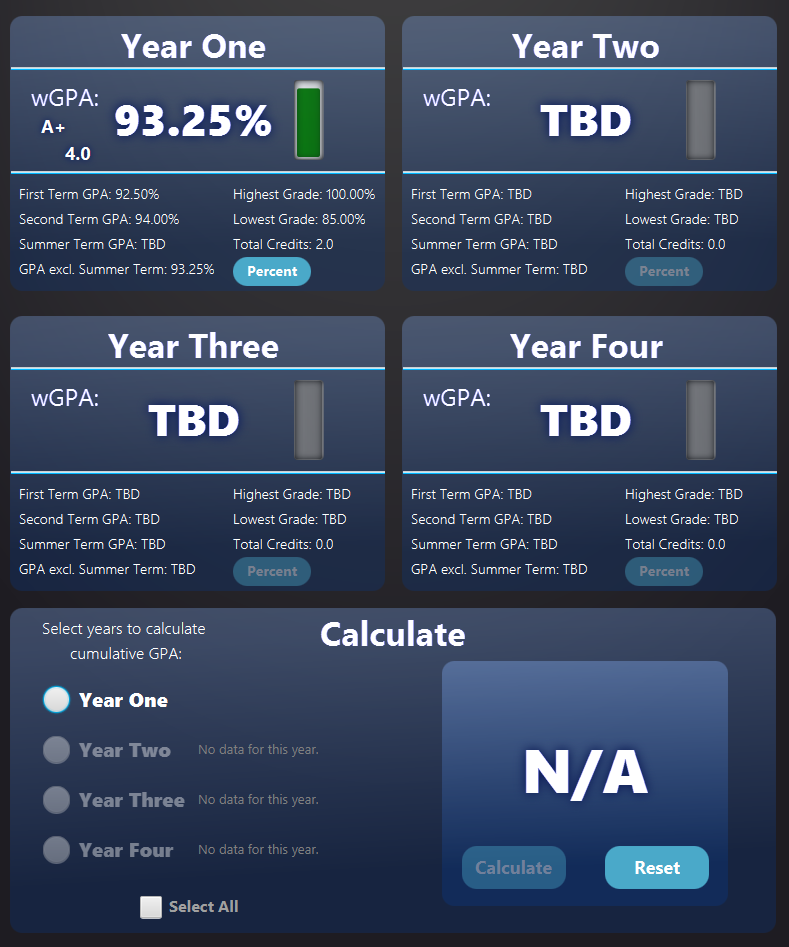 Year One
wGPA:
A+
4.0
93.25%
First Term GPA: 92.50%
Second Term GPA: 94.00%
Summer Term GPA: TBD
GPA excl. Summer Term: 93.25%
Highest Grade: 100.00%
Lowest Grade: 85.00%
Total Credits: 2.0
Percent
Year Two
wGPA:
TBD
First Term GPA: TBD
Second Term GPA: TBD
Summer Term GPA: TBD
GPA excl. Summer Term: TBD
Highest Grade: TBD
Lowest Grade: TBD
Total Credits: 0.0
Percent
Year Three
wGPA:
TBD
First Term GPA: TBD
Second Term GPA: TBD
Summer Term GPA: TBD
GPA excl. Summer Term: TBD
Highest Grade: TBD
Lowest Grade: TBD
Total Credits: 0.0
Percent
Year Four
wGPA:
TBD
First Term GPA: TBD
Second Term GPA: TBD
Summer Term GPA: TBD
GPA excl. Summer Term: TBD
Highest Grade: TBD
Lowest Grade: TBD
Total Credits: 0.0
Percent
Calculate
Select years to calculate
cumulative GPA:
Year One
Year Two No data for this year.
Year Three No data for this year.
Year Four No data for this year.
Select All
N/A
Calculate
Reset